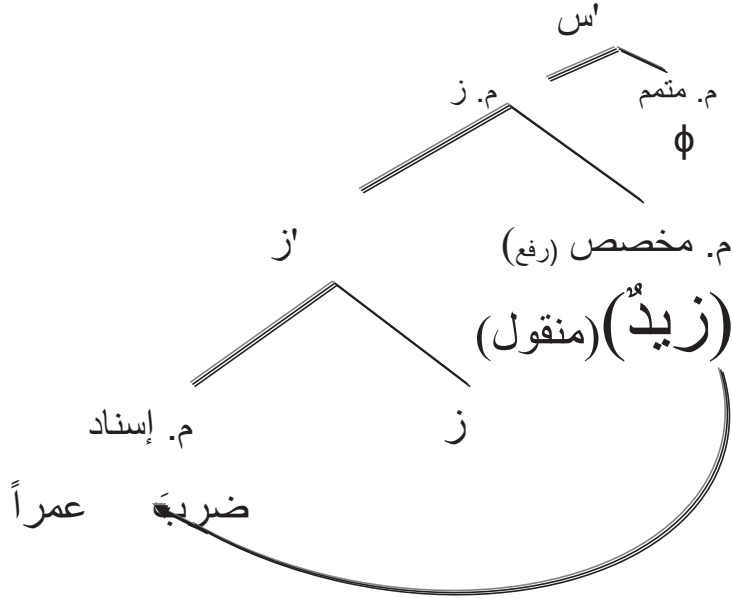 س'
م. متمم م. ز
ϕ
م. مخصص (رفع) ز'
(زيدٌ)(منقول)
ز م. إسناد
ضربَ عمراً